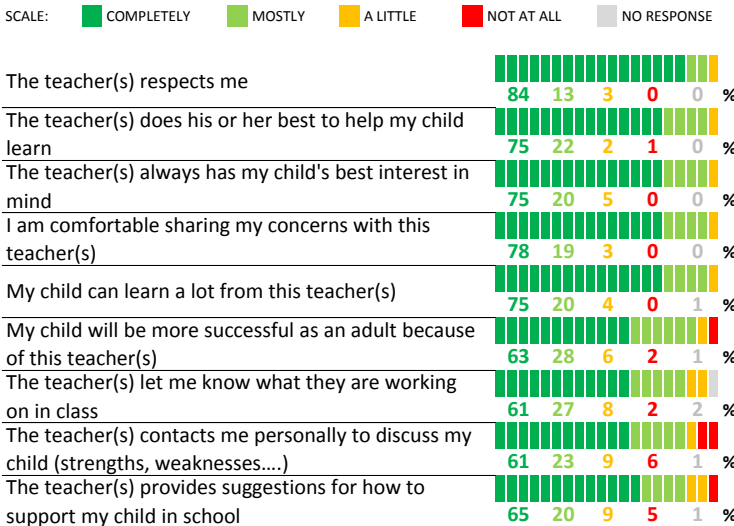 SCALE: COMPLETELY MOSTLY A LITTLE NOT AT ALL NO RESPONSE
The teacher(s) respects me
84 13 3 0 0 %
The teacher(s) does his or her best to help my child
learn
75 22 2 1 0 %
The teacher(s) always has my child's best interest in
mind
75 20 5 0 0 %
I am comfortable sharing my concerns with this
teacher(s)
78 19 3 0 0 %
My child can learn a lot from this teacher(s)
75 20 4 0 1 %
My child will be more successful as an adult because
of this teacher(s)
63 28 6 2 1 %
The teacher(s) let me know what they are working
on in class
61 27 8 2 2 %
The teacher(s) contacts me personally to discuss my
child (strengths, weaknesses....)
61 23 9 6 1 %
The teacher(s) provides suggestions for how to
support my child in school
65 20 9 5 1 %